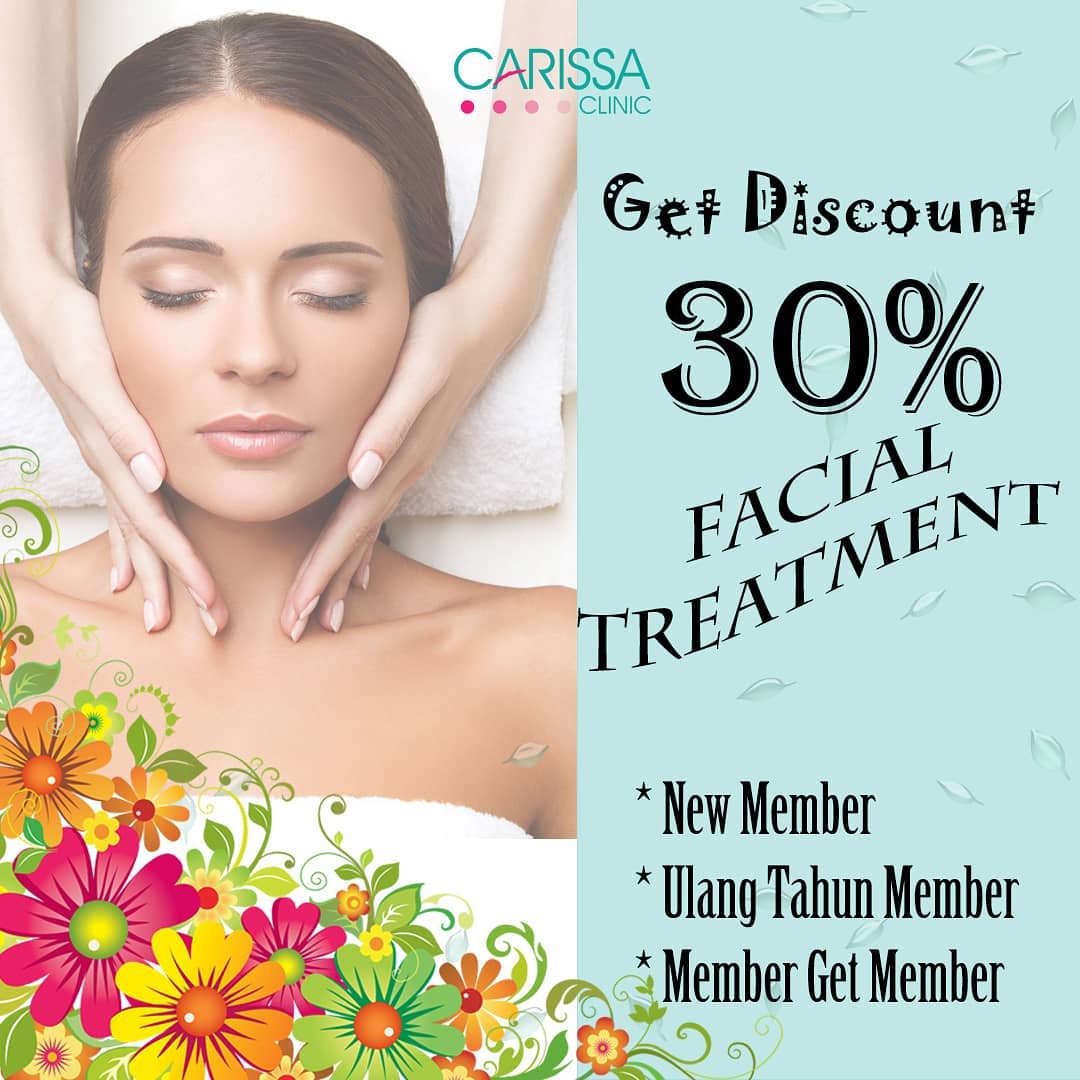 CARISSA
CLINIC
Get Discount
30%
FACIAL
TREATMENT
* New Member
* Ulang Tahun Member
* Member Get Member